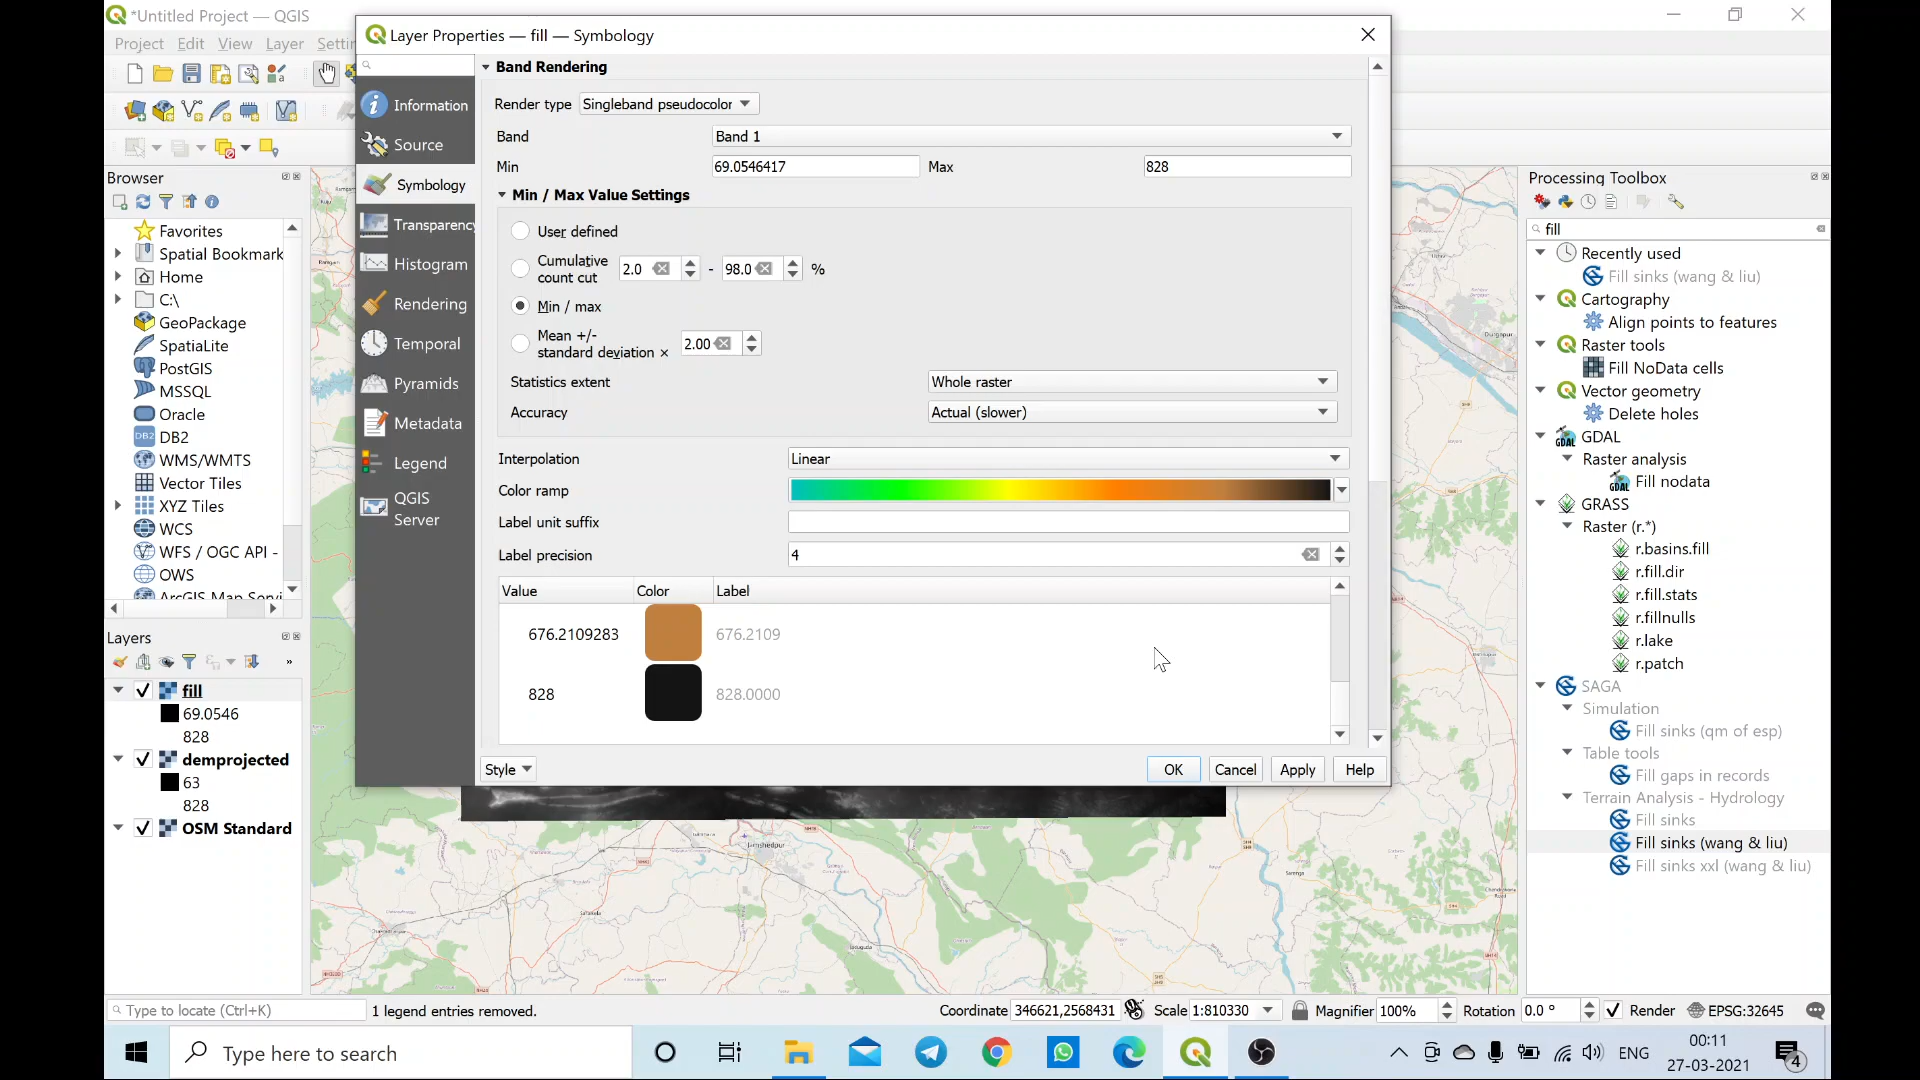 *Untitled Project — QGIS
Project Edit View Layer Setti
Layer Properties — fill — Symbology
Information
Source
Symbology
Transparency
Histogram
Rendering
Temporal
Pyramids
Metadata
Legend
QGIS
Server
Band Rendering
Render type Singleband pseudocolor
Band Band 1
Min 69.0546417 Max 828
Min / Max Value Settings
User defined
Cumulative
count cut 2.0 - 98.0 %
Min / max
Mean +/-
standard deviation × 2.00
Statistics extent Whole raster
Accuracy Actual (slower)
Interpolation Linear
Color ramp
Label unit suffix
Label precision 4
Value Color Label
676.2109283 676.2109
828 828.0000
Style OK Cancel Apply Help
Browser
Favorites
Spatial Bookmark
Home
C:\
GeoPackage
SpatiaLite
PostGIS
MSSQL
Oracle
DB2
WMS/WMTS
Vector Tiles
XYZ Tiles
WCS
WFS / OGC API -
OWS
ArcGIS Map Servi
Layers
fill
69.0546
828
demprojected
63
828
OSM Standard
Processing Toolbox
fill
Recently used
Fill sinks (wang & liu)
Cartography
Align points to features
Raster tools
Fill NoData cells
Vector geometry
Delete holes
GDAL
Raster analysis
Fill nodata
GRASS
Raster (r.*)
r.basins.fill
r.fill.dir
r.fill.stats
r.fillnulls
r.lake
r.patch
SAGA
Simulation
Fill sinks (qm of esp)
Table tools
Fill gaps in records
Terrain Analysis - Hydrology
Fill sinks
Fill sinks (wang & liu)
Fill sinks xxl (wang & liu)
Jamshedpur
Durgapur
Type to locate (Ctrl+K) 1 legend entries removed. Coordinate 346621,2568431 Scale 1:810330 Magnifier 100% Rotation 0.0 ° Render EPSG:32645
Type here to search
ENG
00:11
27-03-2021
4